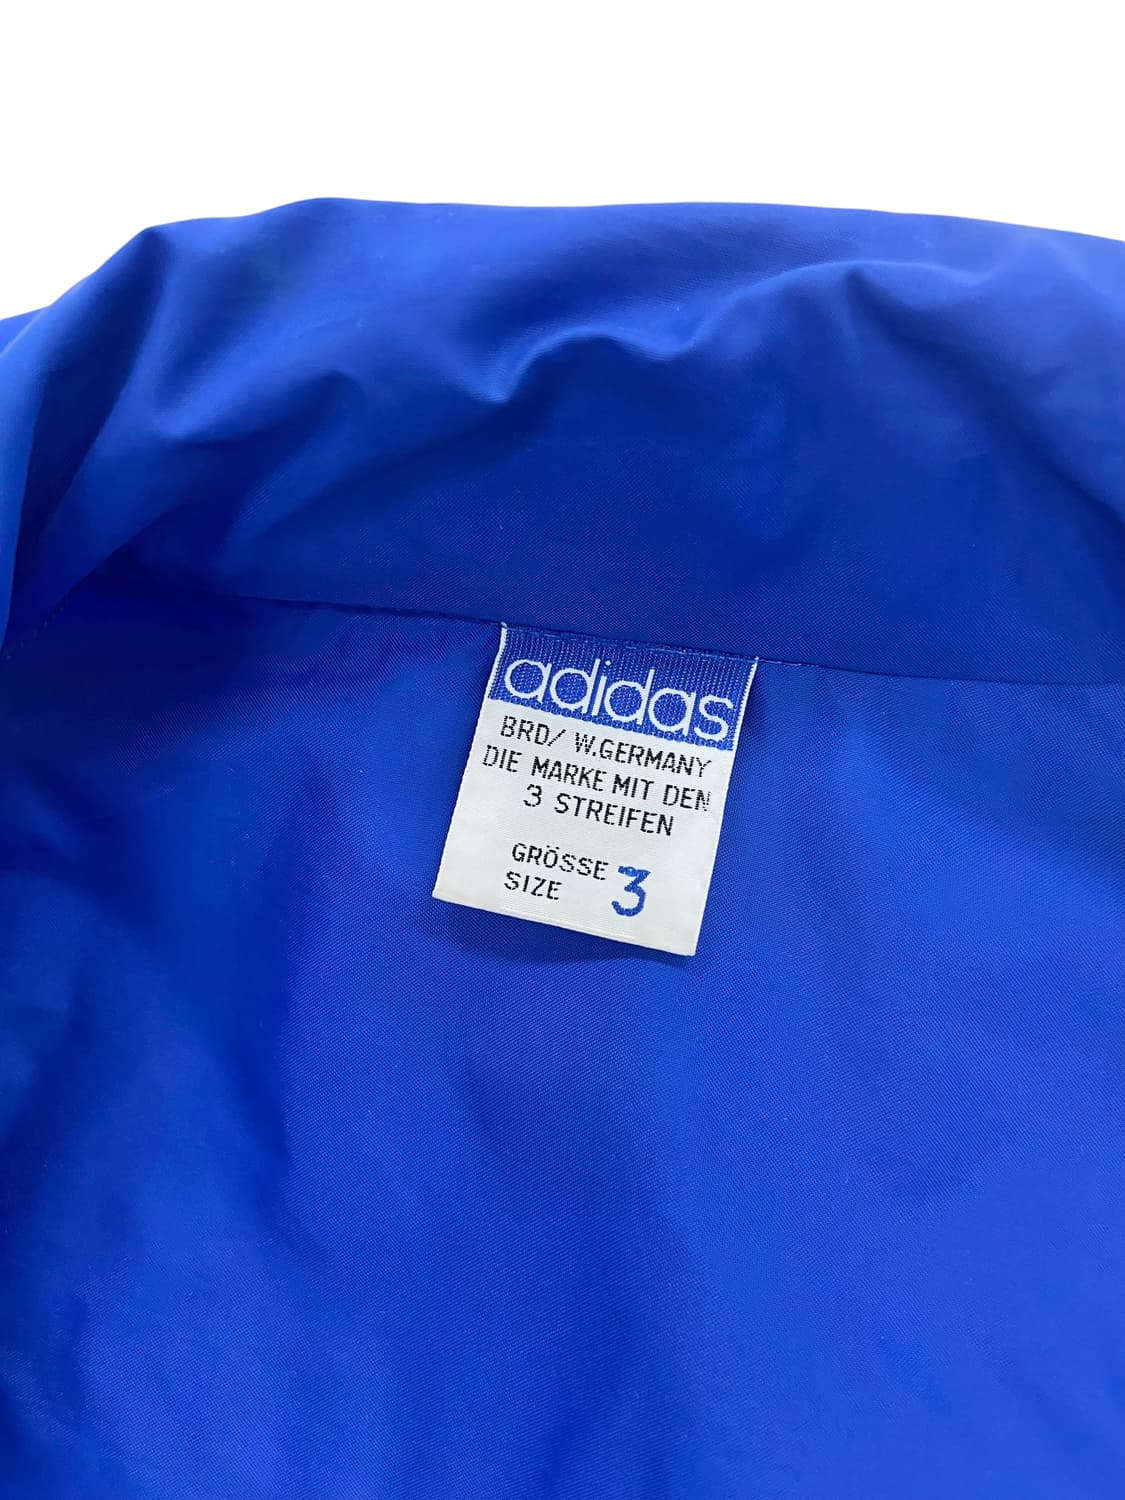 adidas
BRD/ W.GERMANY
DIE MARKE MIT DEN
3 STREIFEN
GRÖSSE 3
SIZE